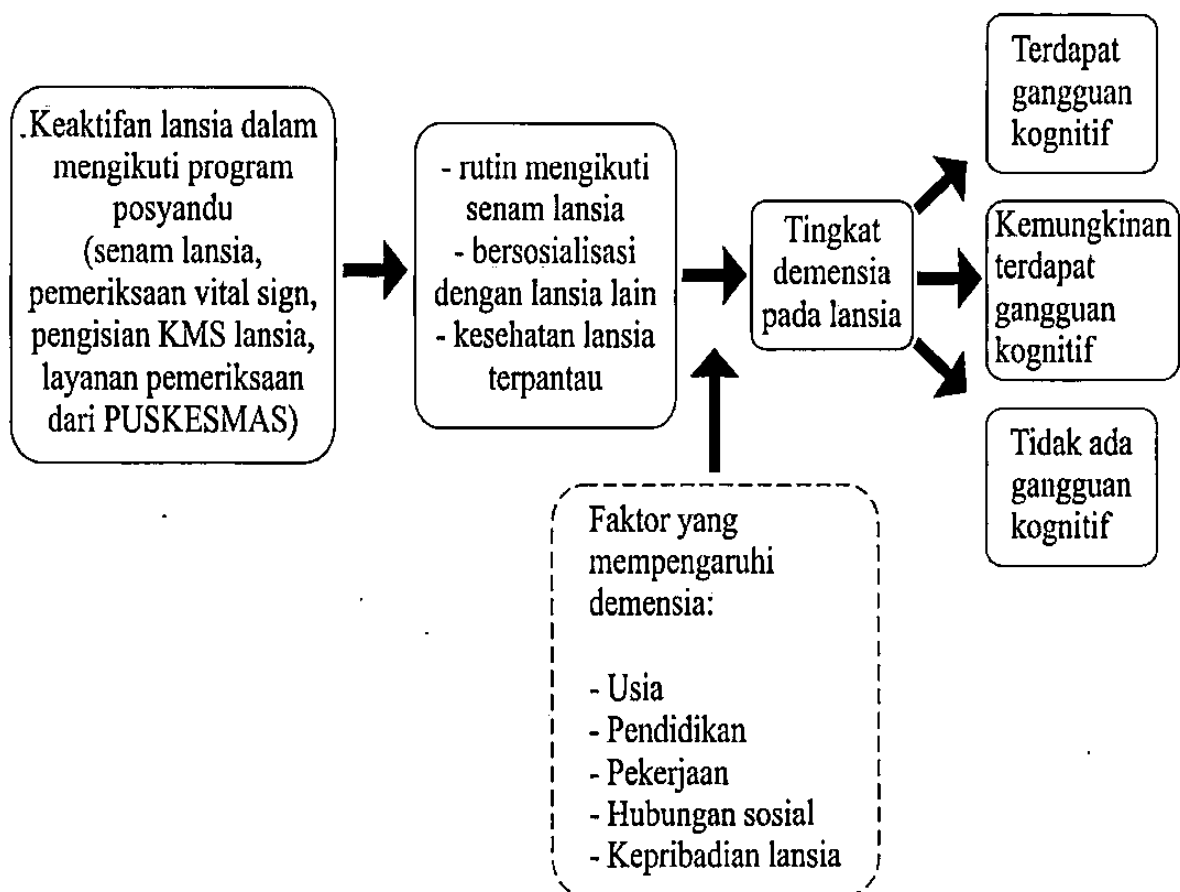 .Keaktifan lansia dalam
mengikuti program
posyandu
(senam lansia,
pemeriksaan vital sign,
pengisian KMS lansia,
layanan pemeriksaan
dari PUSKESMAS)
- rutin mengikuti
senam lansia
- bersosialisasi
dengan lansia lain
- kesehatan lansia
terpantau
Tingkat
demensia
pada lansia
Terdapat
gangguan
kognitif
Kemungkinan
terdapat
gangguan
kognitif
Tidak ada
gangguan
kognitif
Faktor yang
mempengaruhi
demensia:
- Usia
- Pendidikan
- Pekerjaan
- Hubungan sosial
- Kepribadian lansia